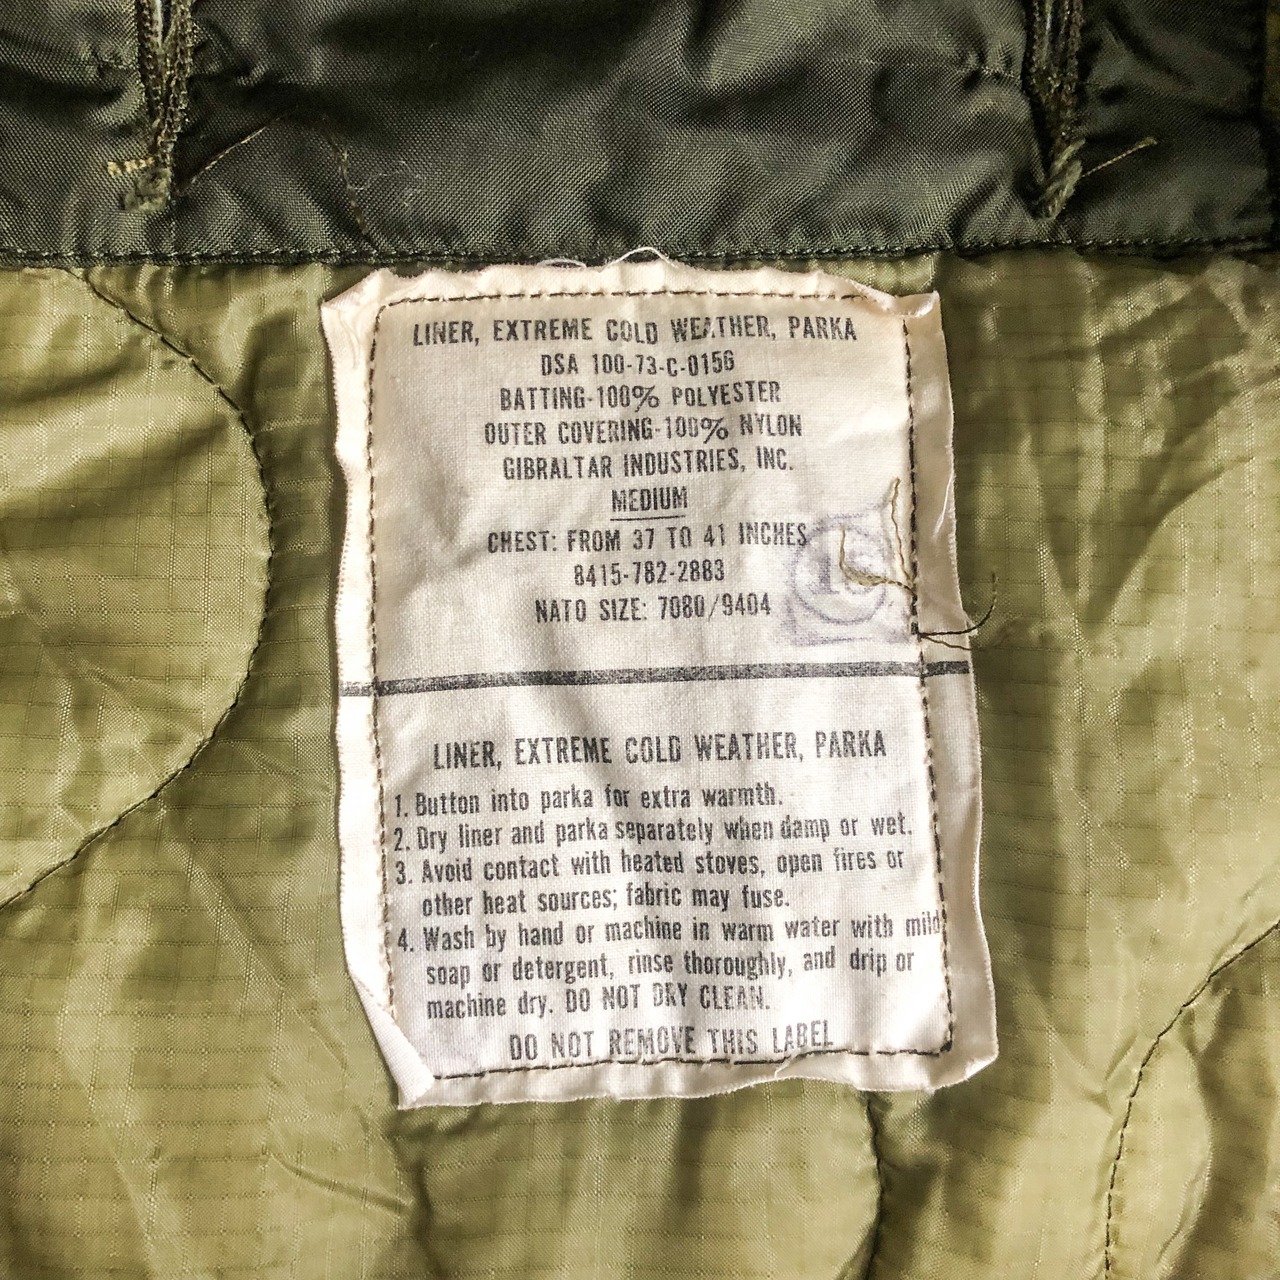 LINER, EXTREME COLD WEATHER, PARKA
DSA 100-73-C-0156
BATTING-100% POLYESTER
OUTER COVERING-100% NYLON
GIBRALTAR INDUSTRIES, INC.
MEDIUM
CHEST: FROM 37 TO 41 INCHES
8415-782-2883
NATO SIZE: 7080/9404
LINER, EXTREME COLD WEATHER, PARKA
1. Button into parka for extra warmth.
2. Dry liner and parka separately when damp or wet.
3. Avoid contact with heated stoves, open fires or
other heat sources; fabric may fuse.
4. Wash by hand or machine in warm water with mild
soap or detergent, rinse thoroughly, and drip or
machine dry. DO NOT DRY CLEAN.
DO NOT REMOVE THIS LABEL